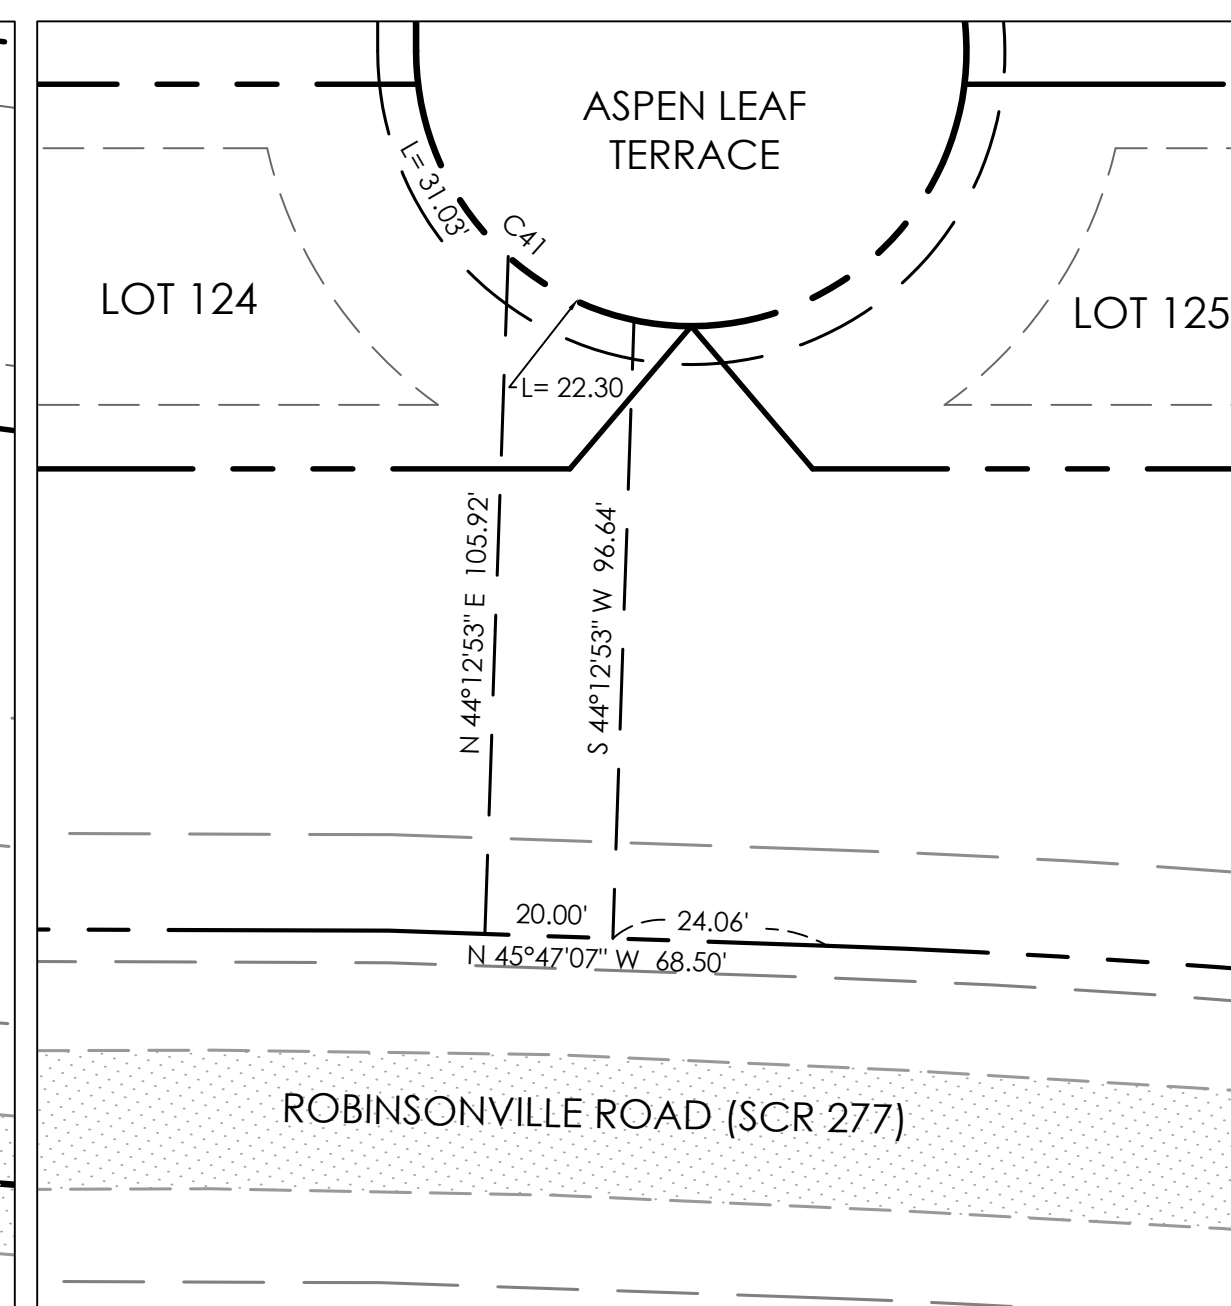 ASPEN LEAF
TERRACE
L= 31.03'
C41
LOT 124
LOT 125
L= 22.30
N 44°12'53" E 105.92'
S 44°12'53" W 96.64'
20.00'
24.06'
N 45°47'07" W 68.50'
ROBINSONVILLE ROAD (SCR 277)